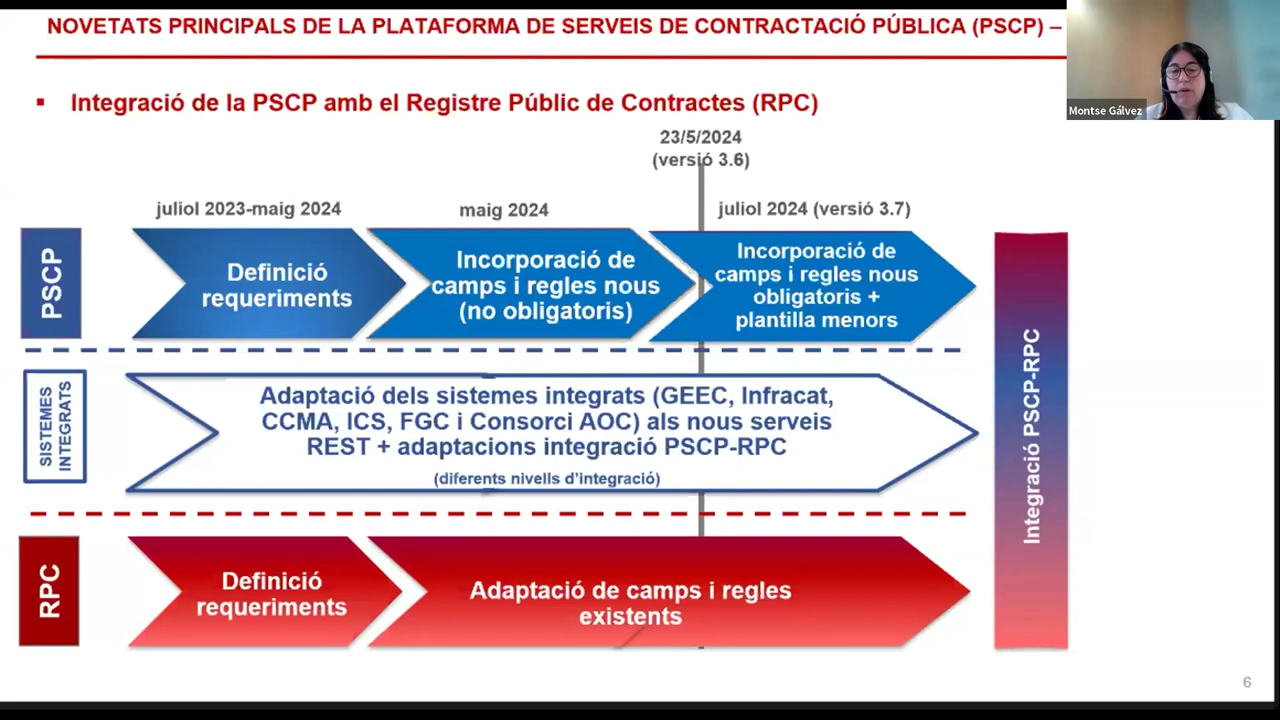 NOVETATS PRINCIPALS DE LA PLATAFORMA DE SERVEIS DE CONTRACTACIÓ PÚBLICA (PSCP) –
Montse Gálvez
▪ Integració de la PSCP amb el Registre Públic de Contractes (RPC)
23/5/2024
(versió 3.6)
juliol 2023-maig 2024
maig 2024
juliol 2024 (versió 3.7)
PSCP
Definició
requeriments
Incorporació de
camps i regles nous
(no obligatoris)
Incorporació de
camps i regles nous
obligatoris +
plantilla menors
SISTEMES
INTEGRATS
Adaptació dels sistemes integrats (GEEC, Infracat,
CCMA, ICS, FGC i Consorci AOC) als nous serveis
REST + adaptacions integració PSCP-RPC
(diferents nivells d'integració)
RPC
Definició
requeriments
Adaptació de camps i regles
existents
Integració PSCP-RPC
6